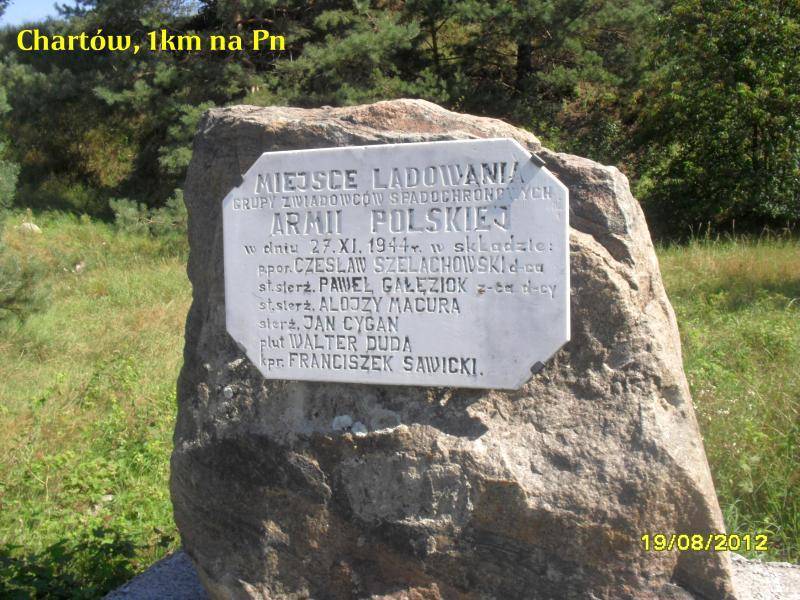 Chartów, 1km na Pn
MIEJSCE LĄDOWANIA
GRUPY ZWIADOWCÓW SPADOCHRONOWYCH
ARMII POLSKIEJ
w dniu 27.XI.1944r. w składzie:
ppor. CZESŁAW SZELACHOWSKI d-ca
st.sierż. PAWEŁ GAŁĘZIOK z-ca d-cy
st.sierż. ALOJZY MACURA
sierż. JAN CYGAN
plut WALTER DUDA
kpr. FRANCISZEK SAWICKI.
19/08/2012